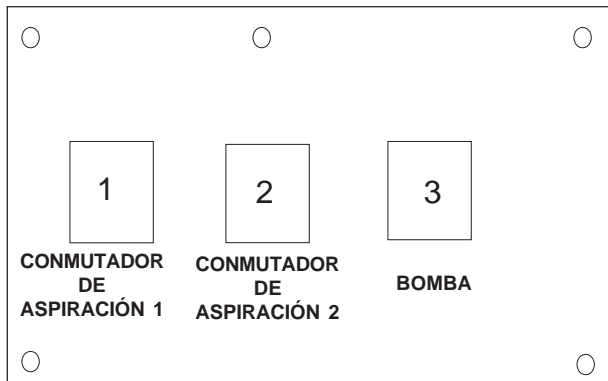 1
2
3
CONMUTADOR
DE
ASPIRACIÓN 1
CONMUTADOR
DE
ASPIRACIÓN 2
BOMBA